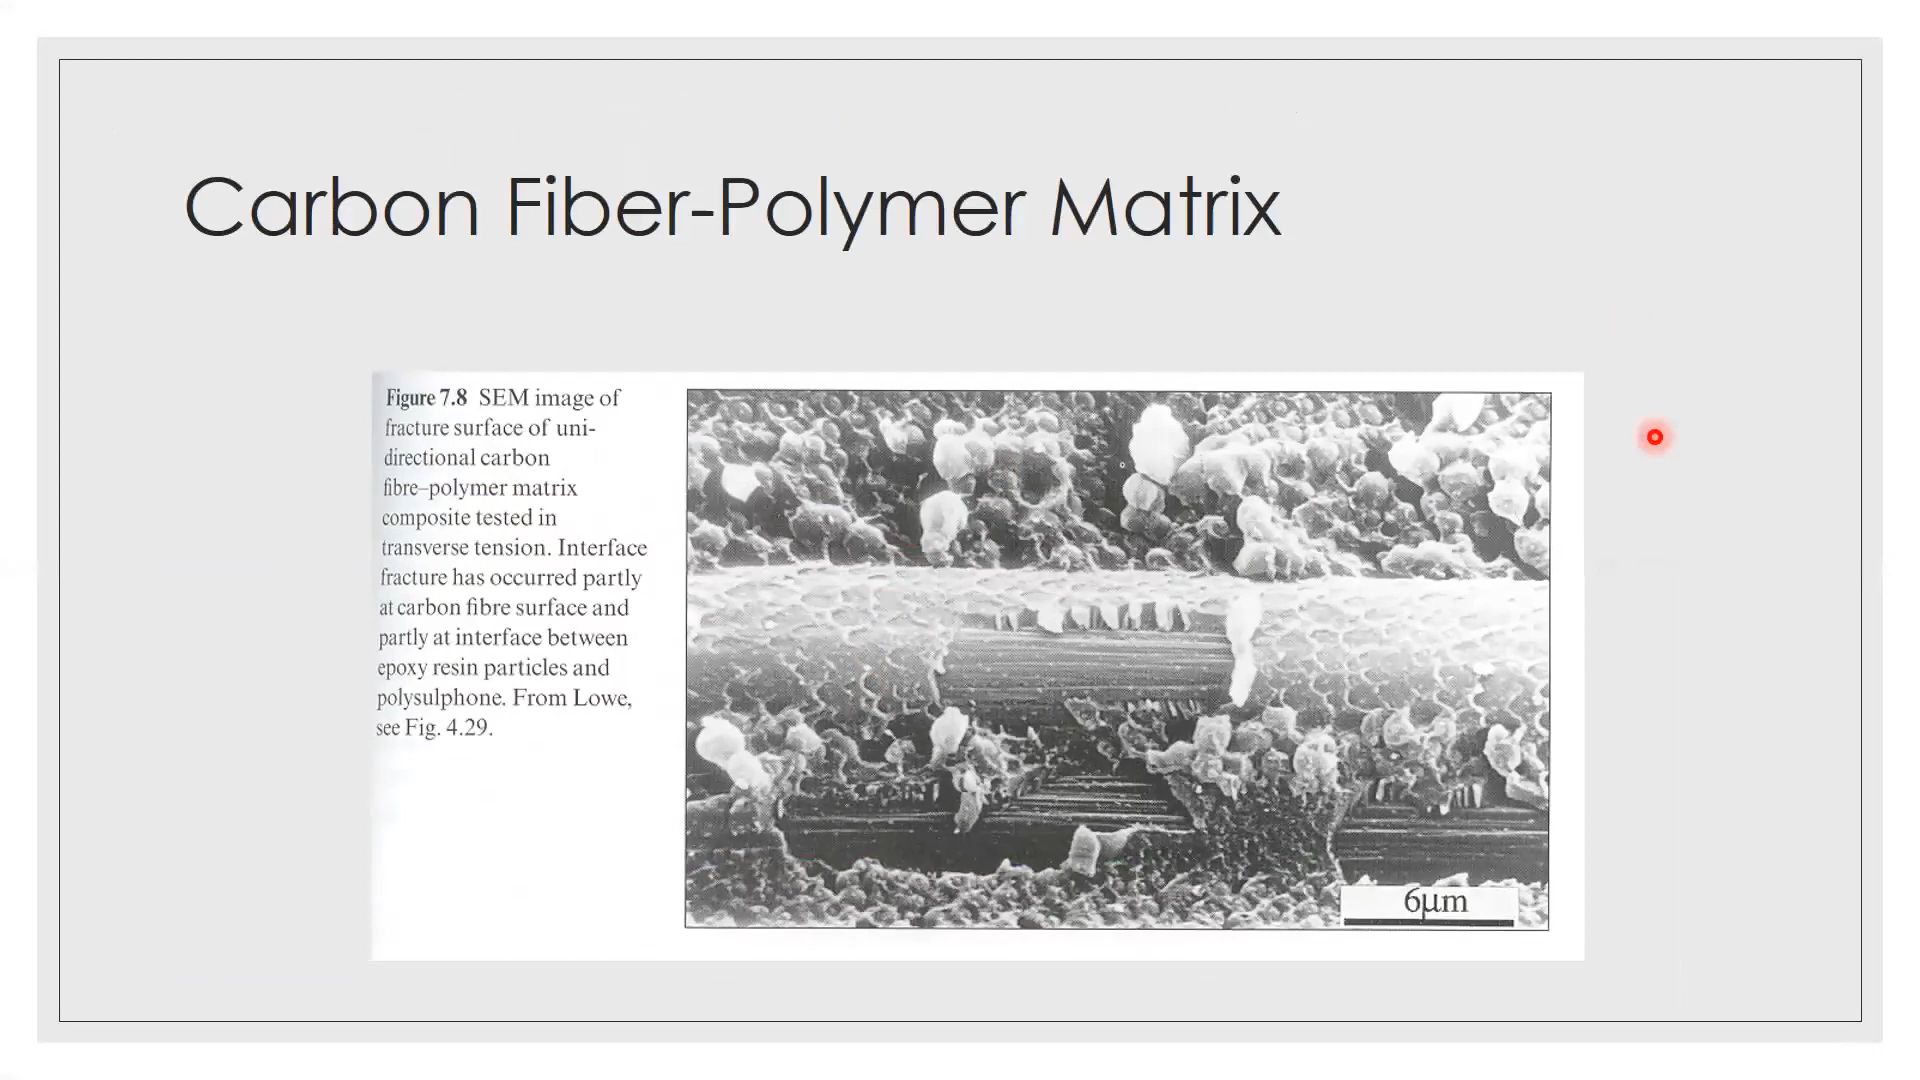 Carbon Fiber-Polymer Matrix
Figure 7.8 SEM image of
fracture surface of uni-
directional carbon
fibre–polymer matrix
composite tested in
transverse tension. Interface
fracture has occurred partly
at carbon fibre surface and
partly at interface between
epoxy resin particles and
polysulphone. From Lowe,
see Fig. 4.29.
6μm